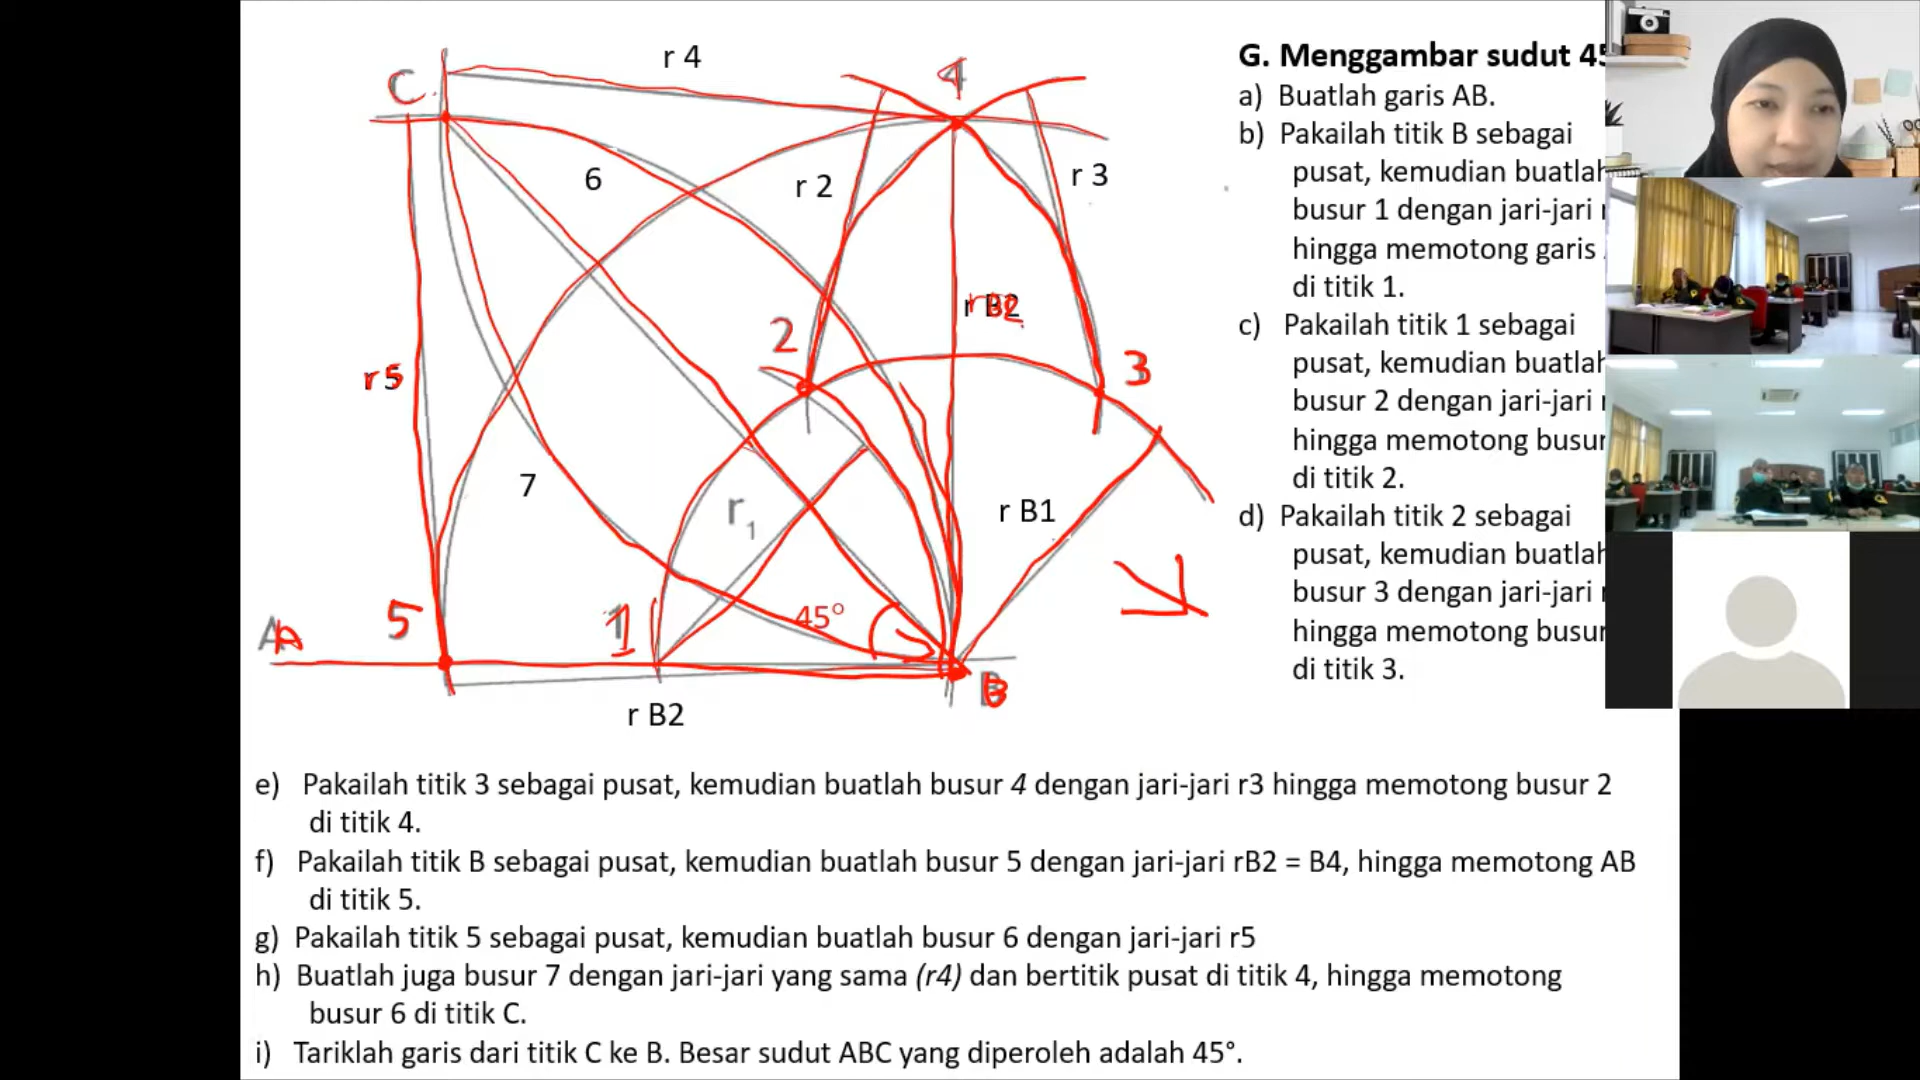 r 4
C
4
6
r 2
r 3
r B2
r B2
2
3
r 5
7
r1
r B1
5
1
45°
A
A
B
B
r B2
G. Menggambar sudut 45
a) Buatlah garis AB.
b) Pakailah titik B sebagai
pusat, kemudian buatlah
busur 1 dengan jari-jari
hingga memotong garis
di titik 1.
c) Pakailah titik 1 sebagai
pusat, kemudian buatlah
busur 2 dengan jari-jari
hingga memotong busur
di titik 2.
d) Pakailah titik 2 sebagai
pusat, kemudian buatlah
busur 3 dengan jari-jari
hingga memotong busur
di titik 3.
e) Pakailah titik 3 sebagai pusat, kemudian buatlah busur 4 dengan jari-jari r3 hingga memotong busur 2
di titik 4.
f) Pakailah titik B sebagai pusat, kemudian buatlah busur 5 dengan jari-jari rB2 = B4, hingga memotong AB
di titik 5.
g) Pakailah titik 5 sebagai pusat, kemudian buatlah busur 6 dengan jari-jari r5
h) Buatlah juga busur 7 dengan jari-jari yang sama (r4) dan bertitik pusat di titik 4, hingga memotong
busur 6 di titik C.
i) Tariklah garis dari titik C ke B. Besar sudut ABC yang diperoleh adalah 45°.